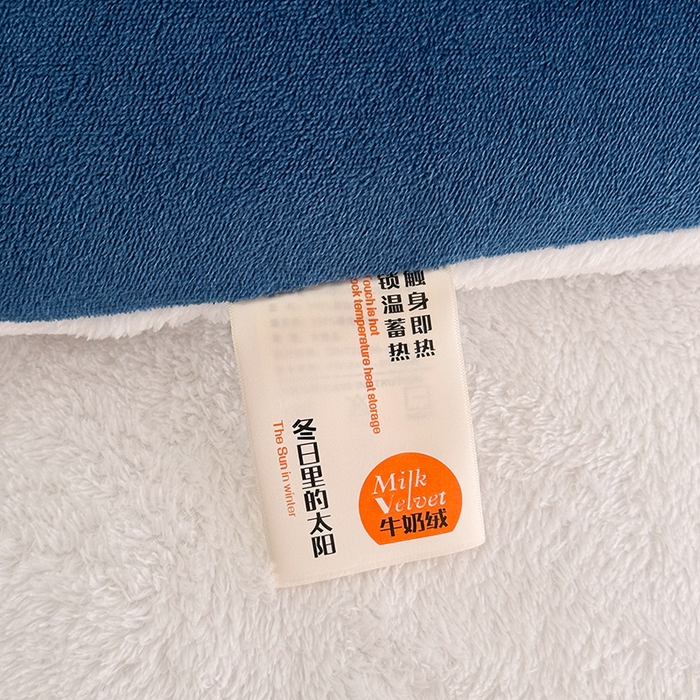 触身即热
锁温蓄热
Touch is hot
Lock temperature heat storage
冬日里的太阳
The Sun in winter
Milk
Velvet
牛奶绒